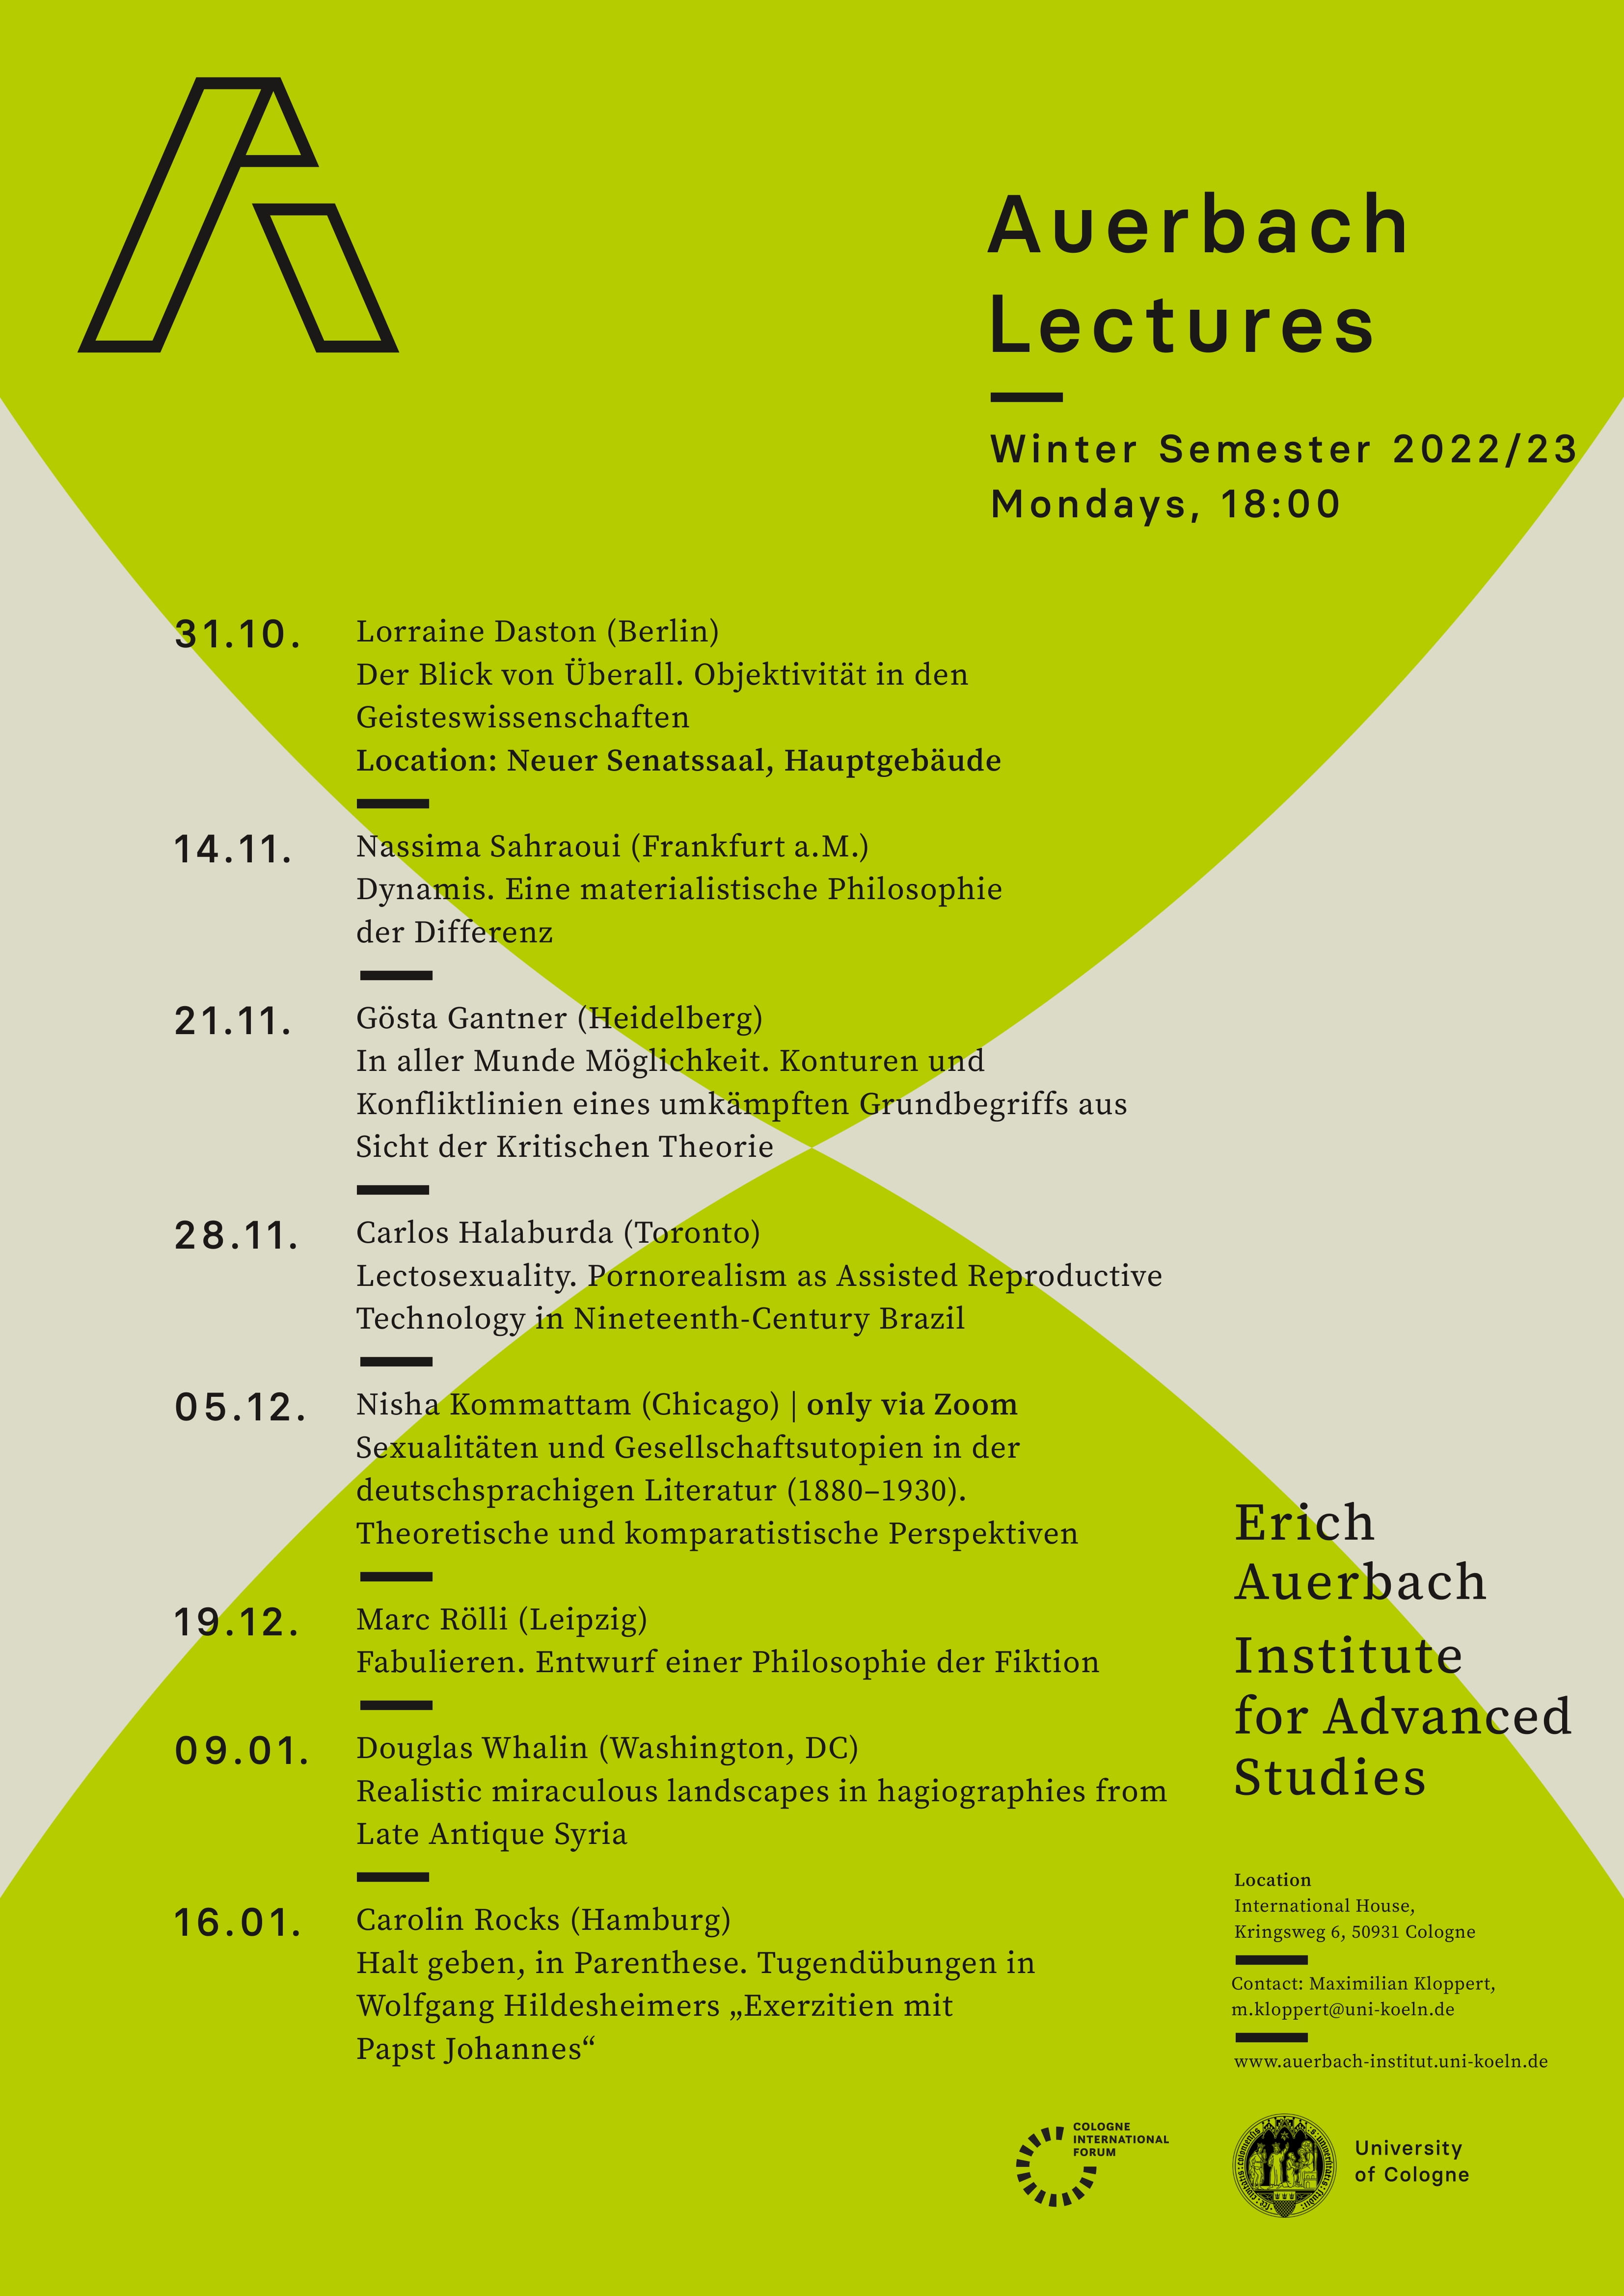 Auerbach
Lectures
Winter Semester 2022/23
Mondays, 18:00
31.10.
Lorraine Daston (Berlin)
Der Blick von Überall. Objektivität in den
Geisteswissenschaften
Location: Neuer Senatssaal, Hauptgebäude
14.11.
Nassima Sahraoui (Frankfurt a.M.)
Dynamis. Eine materialistische Philosophie
der Differenz
21.11.
Gösta Gantner (Heidelberg)
In aller Munde Möglichkeit. Konturen und
Konfliktlinien eines umkämpften Grundbegriffs aus
Sicht der Kritischen Theorie
28.11.
Carlos Halaburda (Toronto)
Lectosexuality. Pornorealism as Assisted Reproductive
Technology in Nineteenth-Century Brazil
05.12.
Nisha Kommattam (Chicago) | only via Zoom
Sexualitäten und Gesellschaftsutopien in der
deutschsprachigen Literatur (1880–1930).
Theoretische und komparatistische Perspektiven
19.12.
Marc Rölli (Leipzig)
Fabulieren. Entwurf einer Philosophie der Fiktion
09.01.
Douglas Whalin (Washington, DC)
Realistic miraculous landscapes in hagiographies from
Late Antique Syria
16.01.
Carolin Rocks (Hamburg)
Halt geben, in Parenthese. Tugendübungen in
Wolfgang Hildesheimers „Exerzitien mit
Papst Johannes“
Erich
Auerbach
Institute
for Advanced
Studies
Location
International House,
Kringsweg 6, 50931 Cologne
Contact: Maximilian Kloppert,
m.kloppert@uni-koeln.de
www.auerbach-institut.uni-koeln.de
COLOGNE
INTERNATIONAL
FORUM
University
of Cologne